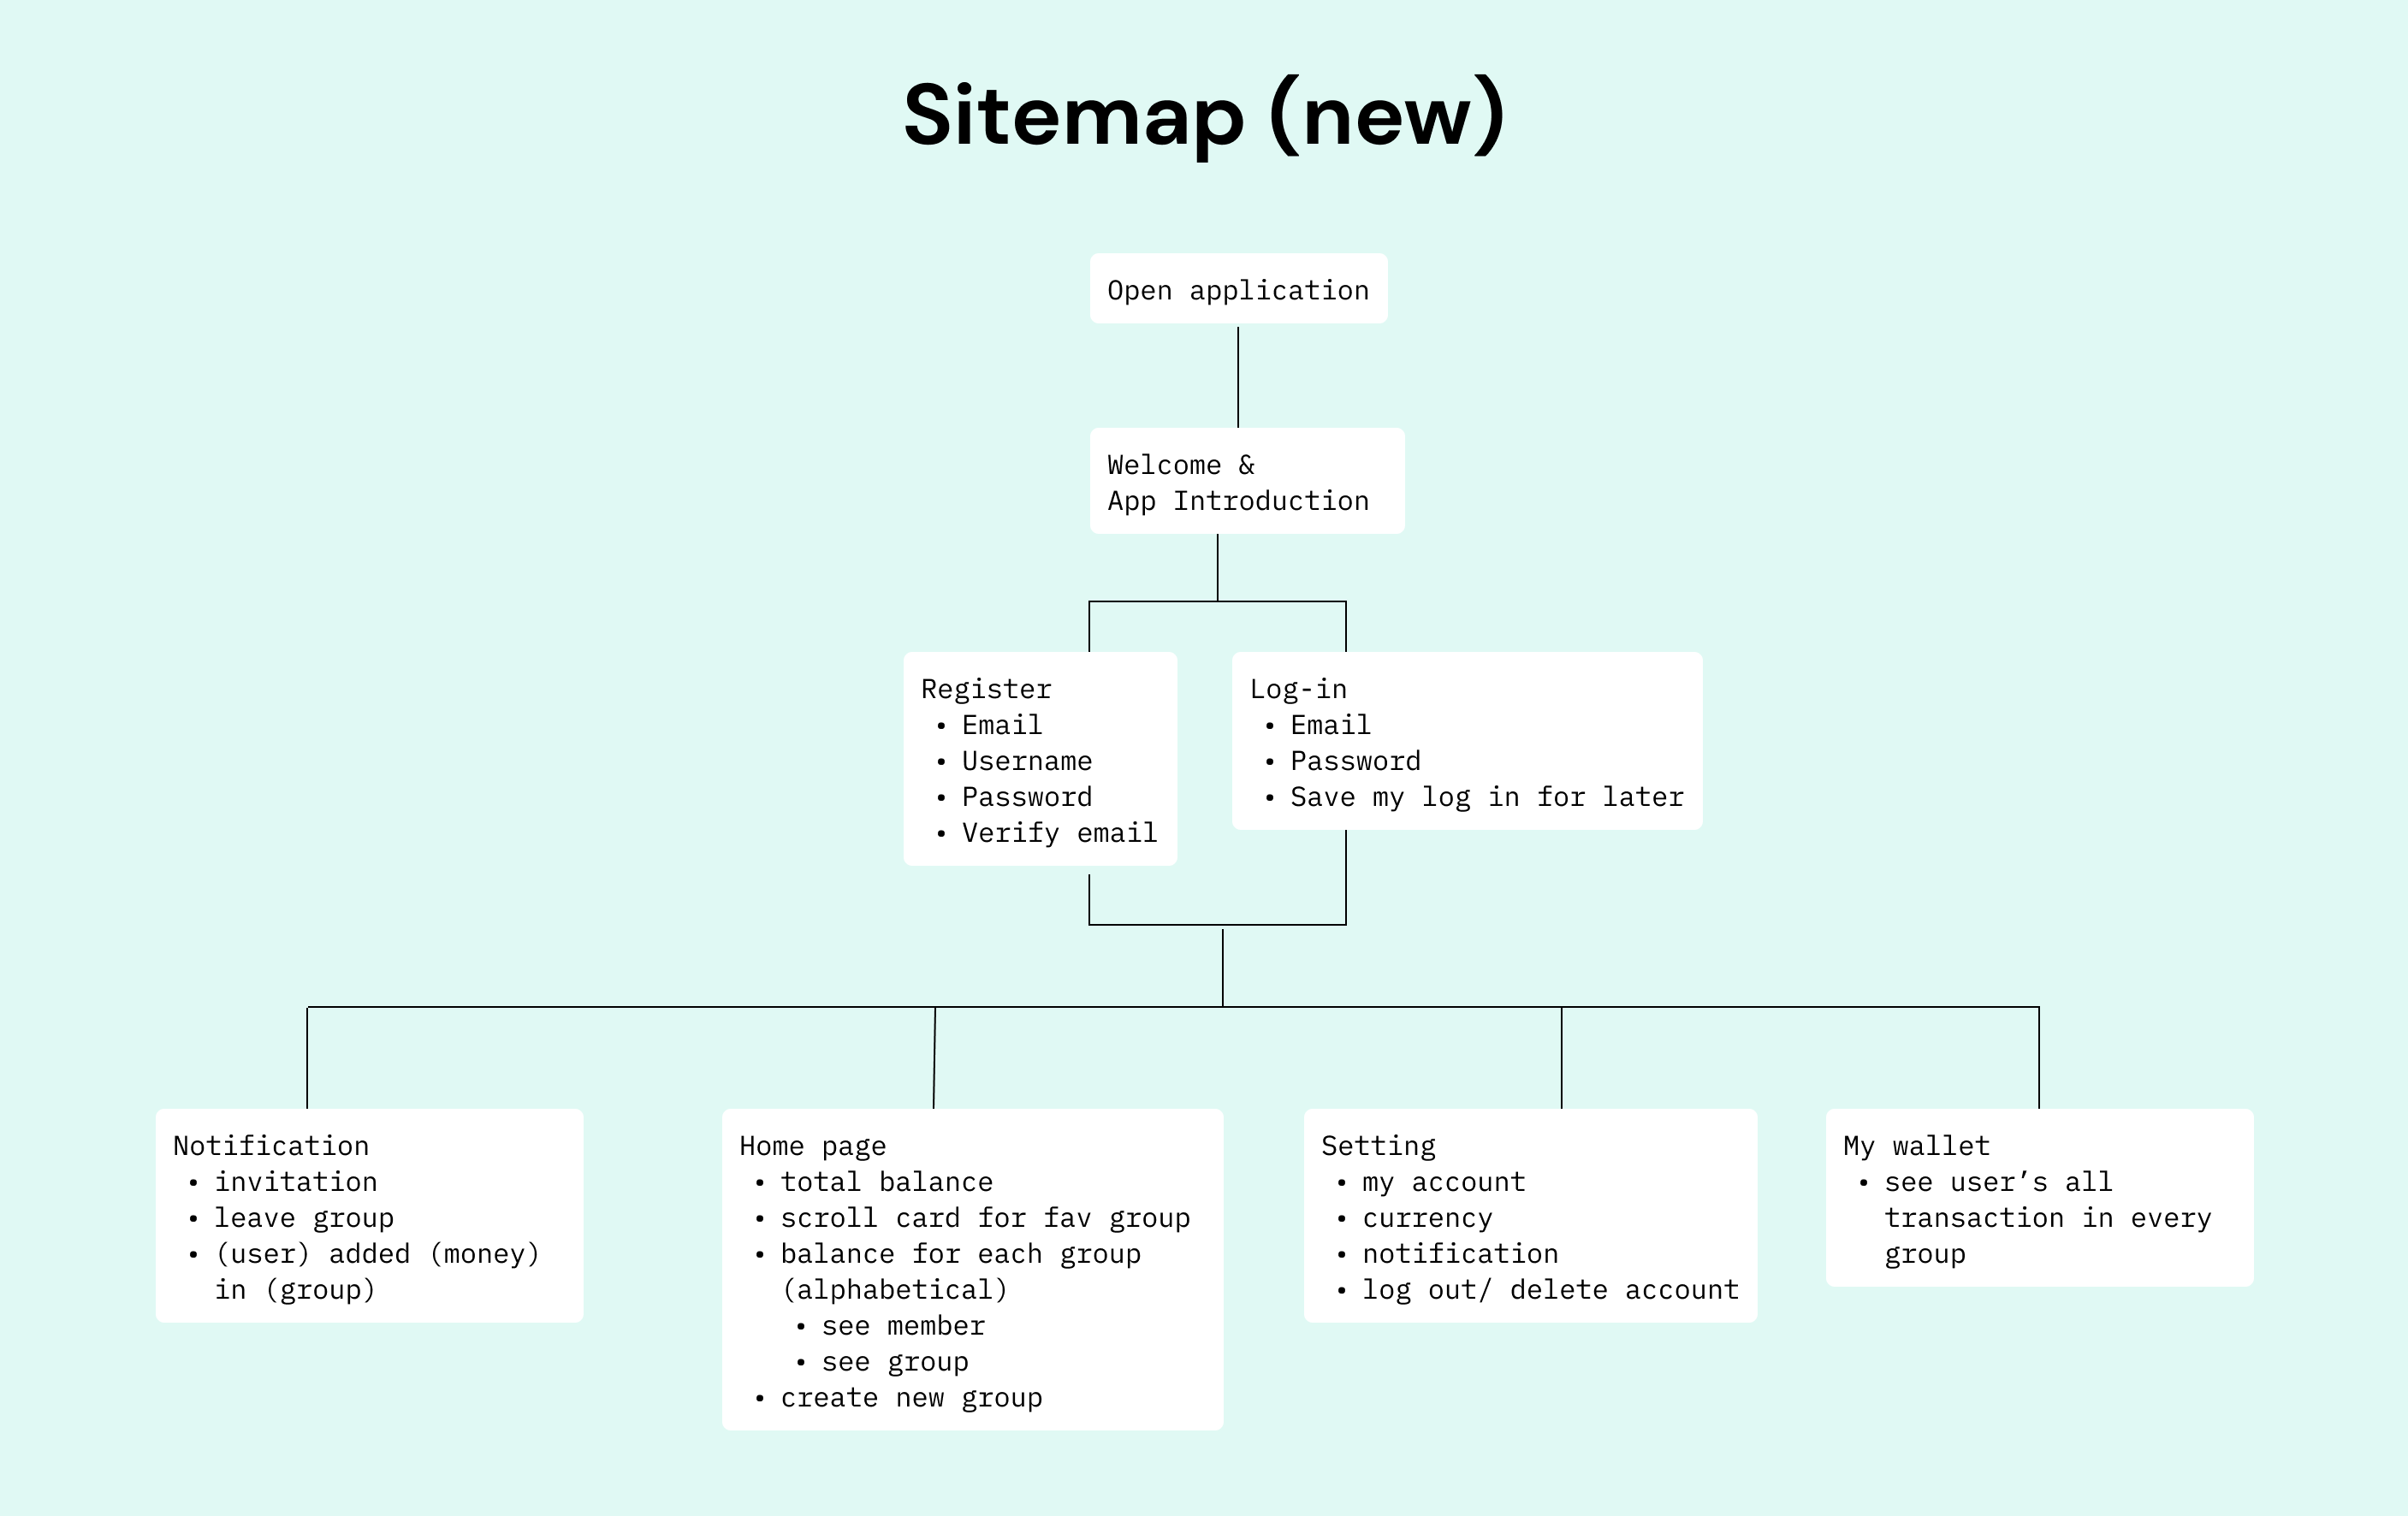 Sitemap (new)
Open application
Welcome &
App Introduction
Register
• Email
• Username
• Password
• Verify email
Log-in
• Email
• Password
• Save my log in for later
Notification
• invitation
• leave group
• (user) added (money)
in (group)
Home page
• total balance
• scroll card for fav group
• balance for each group
(alphabetical)
• see member
• see group
• create new group
Setting
• my account
• currency
• notification
• log out/ delete account
My wallet
• see user’s all
transaction in every
group